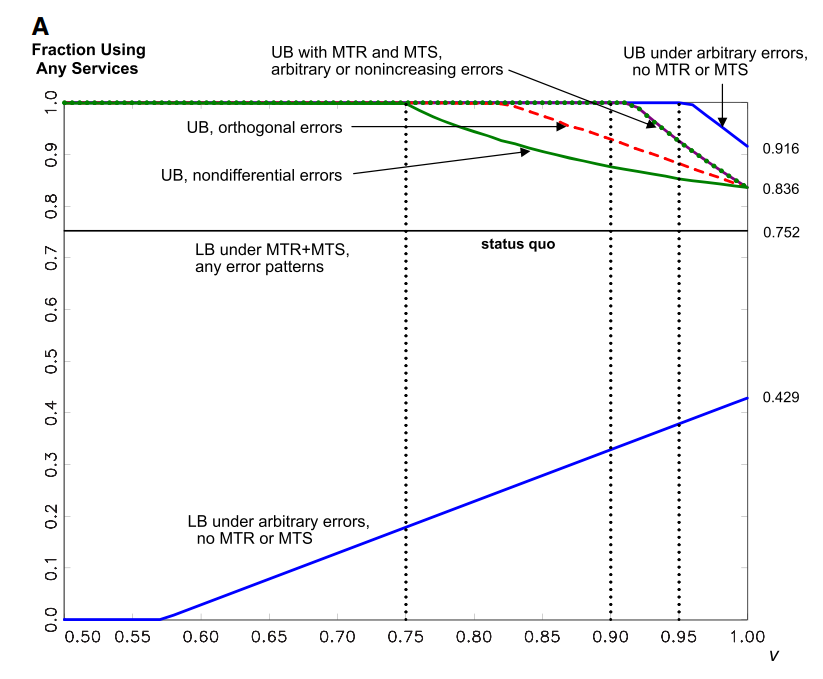 A
Fraction Using
Any Services
UB with MTR and MTS,
arbitrary or nonincreasing errors
UB under arbitrary errors,
no MTR or MTS
UB, orthogonal errors
UB, nondifferential errors
1.0
0.9
0.8
0.7
0.6
0.5
0.4
0.3
0.2
0.1
0.0
0.916
0.836
0.752
0.429
LB under MTR+MTS,
any error patterns
status quo
LB under arbitrary errors,
no MTR or MTS
0.50 0.55 0.60 0.65 0.70 0.75 0.80 0.85 0.90 0.95 1.00
v